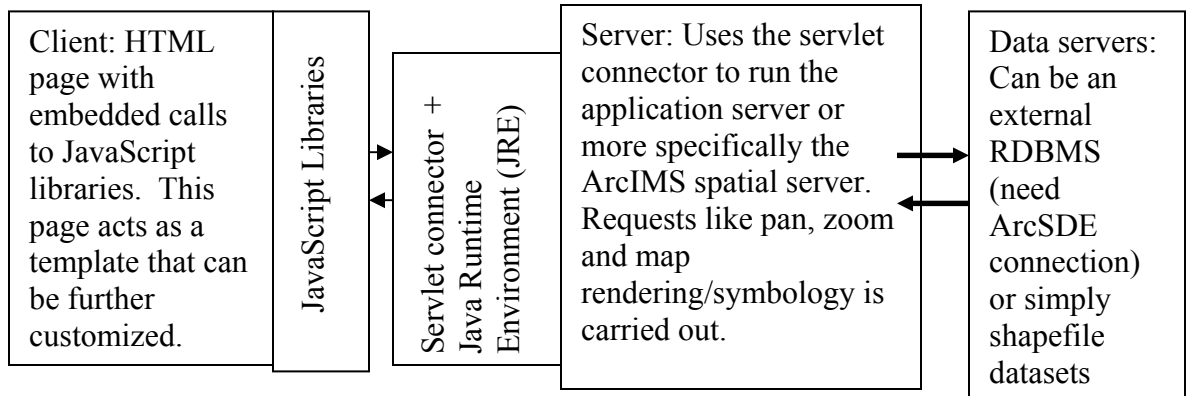 Client: HTML
page with
embedded calls
to JavaScript
libraries.  This
page acts as a
template that can
be further
customized.
JavaScript Libraries
Servlet connector +
Java Runtime
Environment (JRE)
Server: Uses the servlet
connector to run the
application server or
more specifically the
ArcIMS spatial server.
Requests like pan, zoom
and map
rendering/symbology is
carried out.
Data servers:
Can be an
external
RDBMS
(need
ArcSDE
connection)
or simply
shapefile
datasets